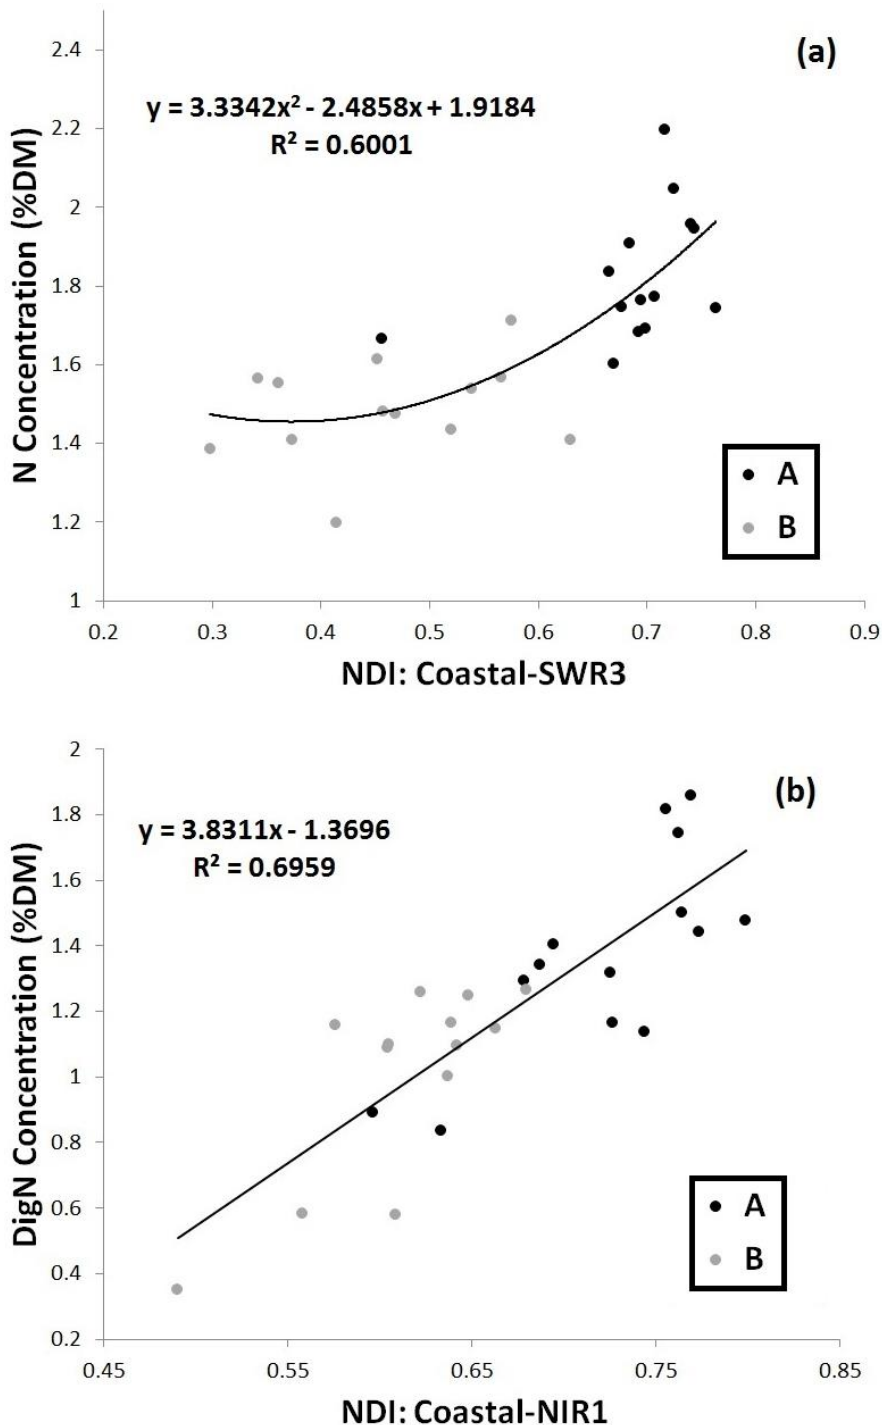 (a)
y = 3.3342x² - 2.4858x + 1.9184
R² = 0.6001
N Concentration (%DM)
2.4
2.2
2
1.8
1.6
1.4
1.2
1
0.2 0.3 0.4 0.5 0.6 0.7 0.8 0.9
NDI: Coastal-SWR3
A
B
(b)
y = 3.8311x - 1.3696
R² = 0.6959
DigN Concentration (%DM)
2
1.8
1.6
1.4
1.2
1
0.8
0.6
0.4
0.2
0.45 0.55 0.65 0.75 0.85
NDI: Coastal-NIR1
A
B